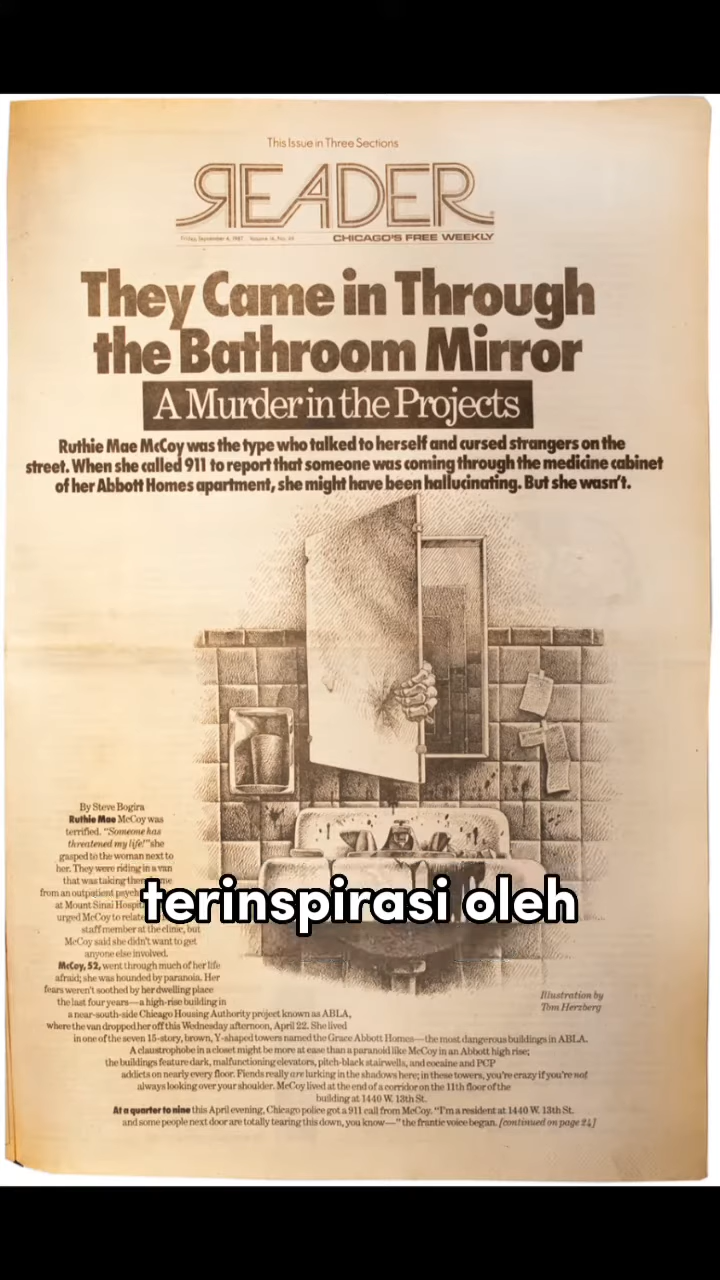 This Issue in Three Sections
READER
Friday, September 4, 1987 Volume 16, No. 49
CHICAGO'S FREE WEEKLY
They Came in Through
the Bathroom Mirror
A Murder in the Projects
Ruthie Mae McCoy was the type who talked to herself and cursed strangers on the
street. When she called 911 to report that someone was coming through the medicine cabinet
of her Abbott Homes apartment, she might have been hallucinating. But she wasn't.
By Steve Bogira
Ruthie Mae McCoy was
terrified. "Someone has
threatened my life!" she
gasped to the woman next to
her. They were riding in a van
that was taking them
from an outpatient
at Mount Sinai
urged McCoy to
staff member at the clinic, but
McCoy said she didn't want to get
anyone else involved.
McCoy, 52, went through much of her life
afraid; she was hounded by paranoia. Her
fears weren't soothed by her dwelling place
the last four years—a high-rise building in
a near-south-side Chicago Housing Authority project known as ABLA,
where the van dropped her off this Wednesday afternoon, April 22. She lived
in one of the seven 15-story, brown, Y-shaped towers named the Grace Abbott Homes—the most dangerous buildings in ABLA.
A claustrophobe in a closet might be more at ease than a paranoid like McCoy in an Abbott high rise;
the buildings feature dark, malfunctioning elevators, pitch-black stairwells, and cocaine and PCP
addicts on nearly every floor. Fiends really are lurking in the shadows here; in these towers, you're crazy if you're not
always looking over your shoulder. McCoy lived at the end of a corridor on the 11th floor of the
building at 1440 W. 13th St.
At a quarter to nine this April evening, Chicago police got a 911 call from McCoy. "I'm a resident at 1440 W. 13th St.
and some people next door are totally tearing this down, you know—" the frantic voice began. [continued on page 24]
Illustration by
Tom Herzberg
terinspirasi oleh